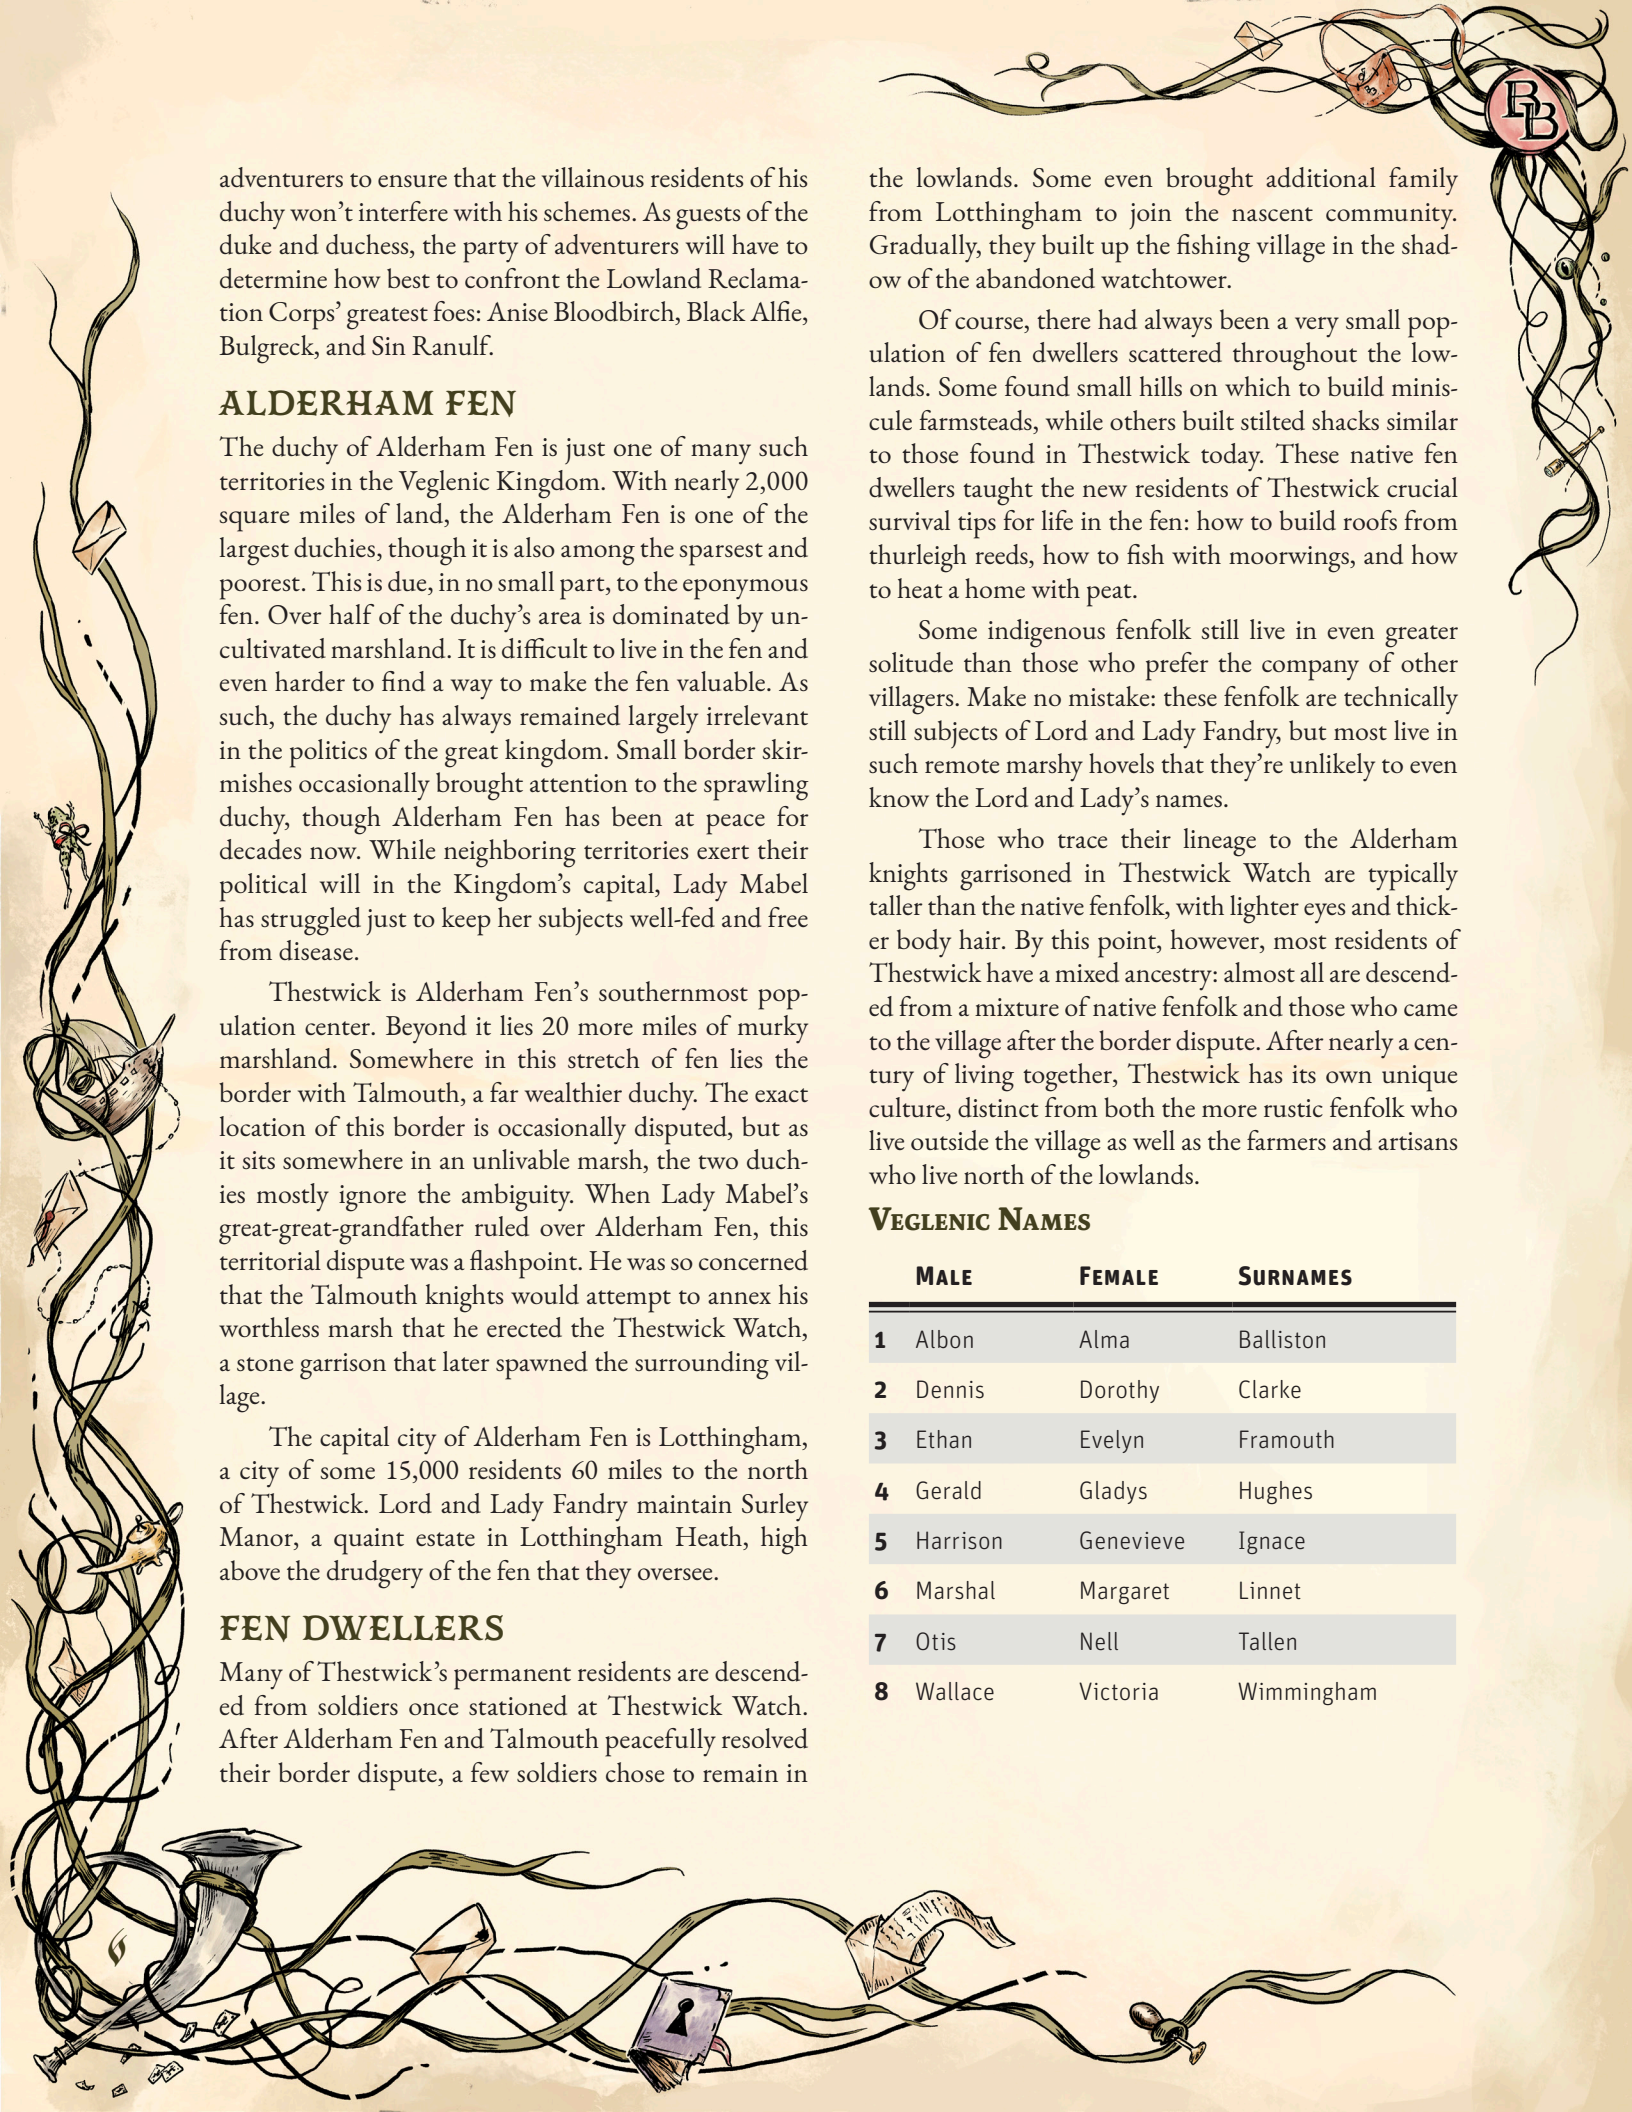 BB
adventurers to ensure that the villainous residents of his
duchy won't interfere with his schemes. As guests of the
duke and duchess, the party of adventurers will have to
determine how best to confront the Lowland Reclama-
tion Corps' greatest foes: Anise Bloodbirch, Black Alfie,
Bulgreck, and Sin Ranulf.
ALDERHAM FEN
The duchy of Alderham Fen is just one of many such
territories in the Veglenic Kingdom. With nearly 2,000
square miles of land, the Alderham Fen is one of the
largest duchies, though it is also among the sparsest and
poorest. This is due, in no small part, to the eponymous
fen. Over half of the duchy's area is dominated by un-
cultivated marshland. It is difficult to live in the fen and
even harder to find a way to make the fen valuable. As
such, the duchy has always remained largely irrelevant
in the politics of the great kingdom. Small border skir-
mishes occasionally brought attention to the sprawling
duchy, though Alderham Fen has been at peace for
decades now. While neighboring territories exert their
political will in the Kingdom's capital, Lady Mabel
has struggled just to keep her subjects well-fed and free
from disease.
Thestwick is Alderham Fen's southernmost pop-
ulation center. Beyond it lies 20 more miles of murky
marshland. Somewhere in this stretch of fen lies the
border with Talmouth, a far wealthier duchy. The exact
location of this border is occasionally disputed, but as
it sits somewhere in an unlivable marsh, the two duch-
ies mostly ignore the ambiguity. When Lady Mabel's
great-great-grandfather ruled over Alderham Fen, this
territorial dispute was a flashpoint. He was so concerned
that the Talmouth knights would attempt to annex his
worthless marsh that he erected the Thestwick Watch,
a stone garrison that later spawned the surrounding vil-
lage.
The capital city of Alderham Fen is Lotthingham,
a city of some 15,000 residents 60 miles to the north
of Thestwick. Lord and Lady Fandry maintain Surley
Manor, a quaint estate in Lotthingham Heath, high
above the drudgery of the fen that they oversee.
FEN DWELLERS
Many of Thestwick's permanent residents are descend-
ed from soldiers once stationed at Thestwick Watch.
After Alderham Fen and Talmouth peacefully resolved
their border dispute, a few soldiers chose to remain in
the lowlands. Some even brought additional family
from Lotthingham to join the nascent community.
Gradually, they built up the fishing village in the shad-
ow of the abandoned watchtower.
Of course, there had always been a very small pop-
ulation of fen dwellers scattered throughout the low-
lands. Some found small hills on which to build minis-
cule farmsteads, while others built stilted shacks similar
to those found in Thestwick today. These native fen
dwellers taught the new residents of Thestwick crucial
survival tips for life in the fen: how to build roofs from
thurleigh reeds, how to fish with moorwings, and how
to heat a home with peat.
Some indigenous fenfolk still live in even greater
solitude than those who prefer the company of other
villagers. Make no mistake: these fenfolk are technically
still subjects of Lord and Lady Fandry, but most live in
such remote marshy hovels that they're unlikely to even
know the Lord and Lady's names.
Those who trace their lineage to the Alderham
knights garrisoned in Thestwick Watch are typically
taller than the native fenfolk, with lighter eyes and thick-
er body hair. By this point, however, most residents of
Thestwick have a mixed ancestry: almost all are descend-
ed from a mixture of native fenfolk and those who came
to the village after the border dispute. After nearly a cen-
tury of living together, Thestwick has its own unique
culture, distinct from both the more rustic fenfolk who
live outside the village as well as the farmers and artisans
who live north of the lowlands.
VEGLENIC NAMES
MALE FEMALE SURNAMES
1 Albon Alma Balliston
2 Dennis Dorothy Clarke
3 Ethan Evelyn Framouth
4 Gerald Gladys Hughes
5 Harrison Genevieve Ignace
6 Marshal Margaret Linnet
7 Otis Nell Tallen
8 Wallace Victoria Wimmingham
6